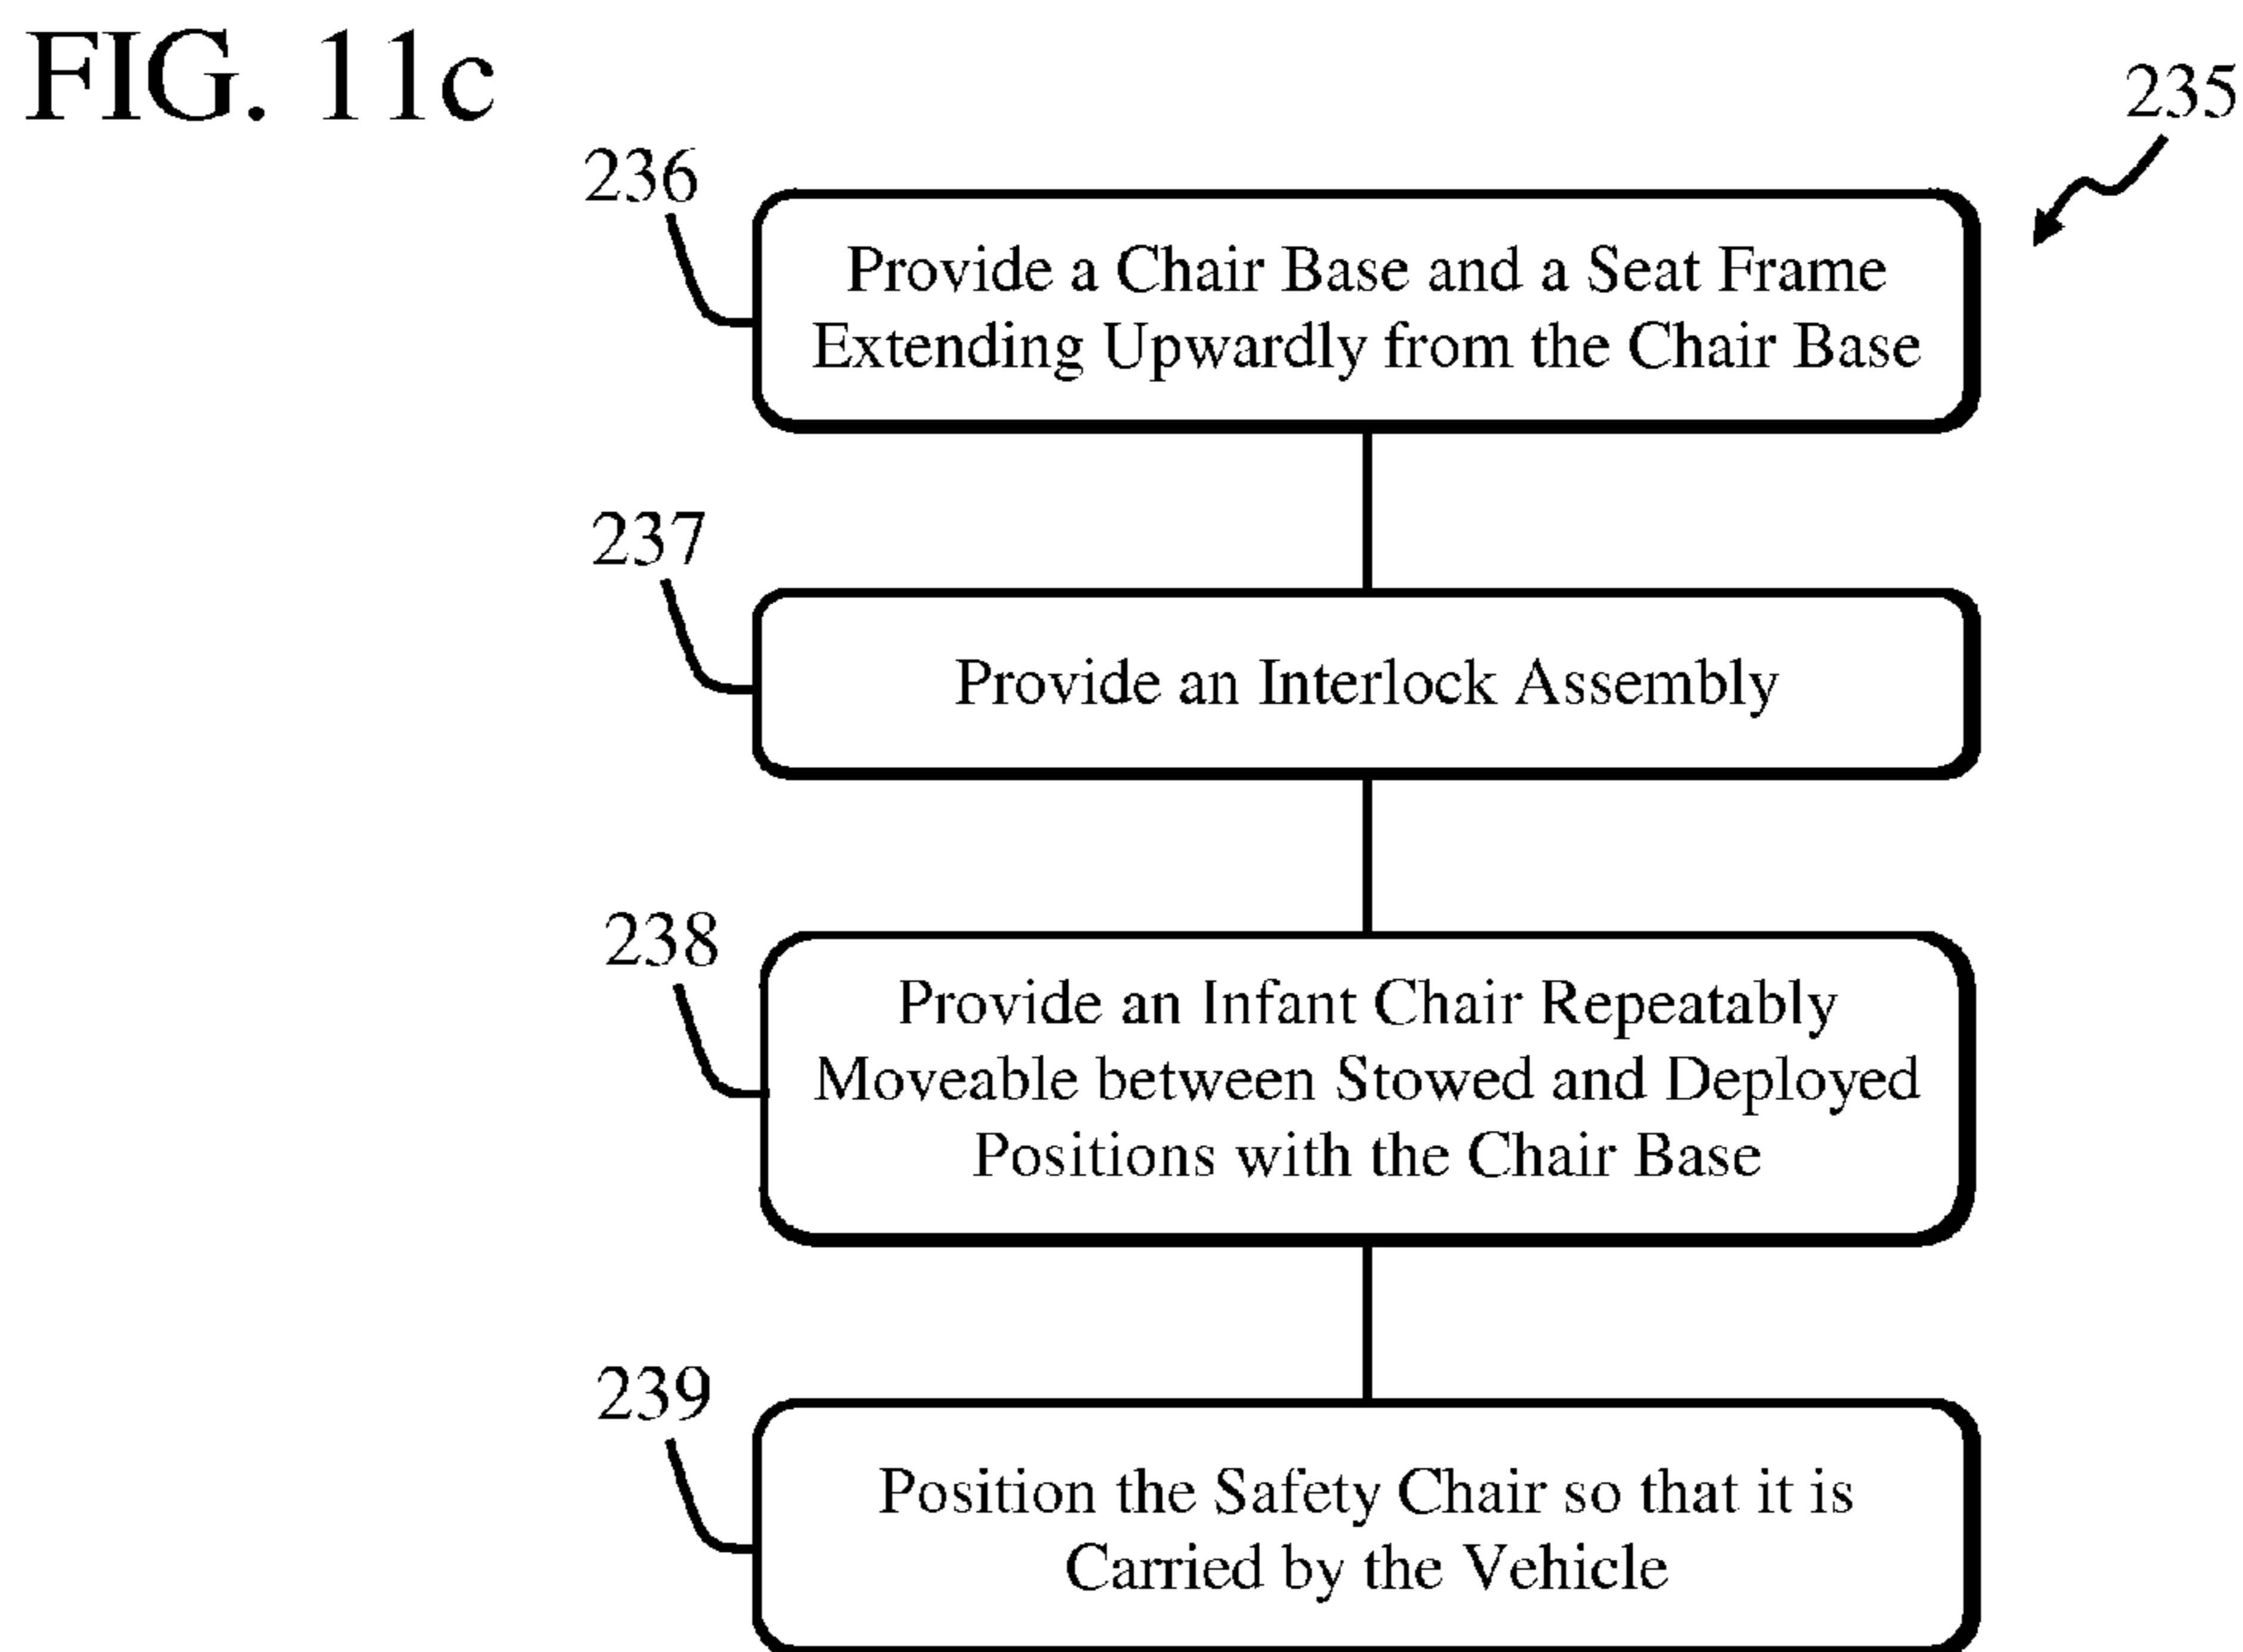 FIG. 11c
235
236
Provide a Chair Base and a Seat Frame
Extending Upwardly from the Chair Base
237
Provide an Interlock Assembly
238
Provide an Infant Chair Repeatably
Moveable between Stowed and Deployed
Positions with the Chair Base
239
Position the Safety Chair so that it is
Carried by the Vehicle